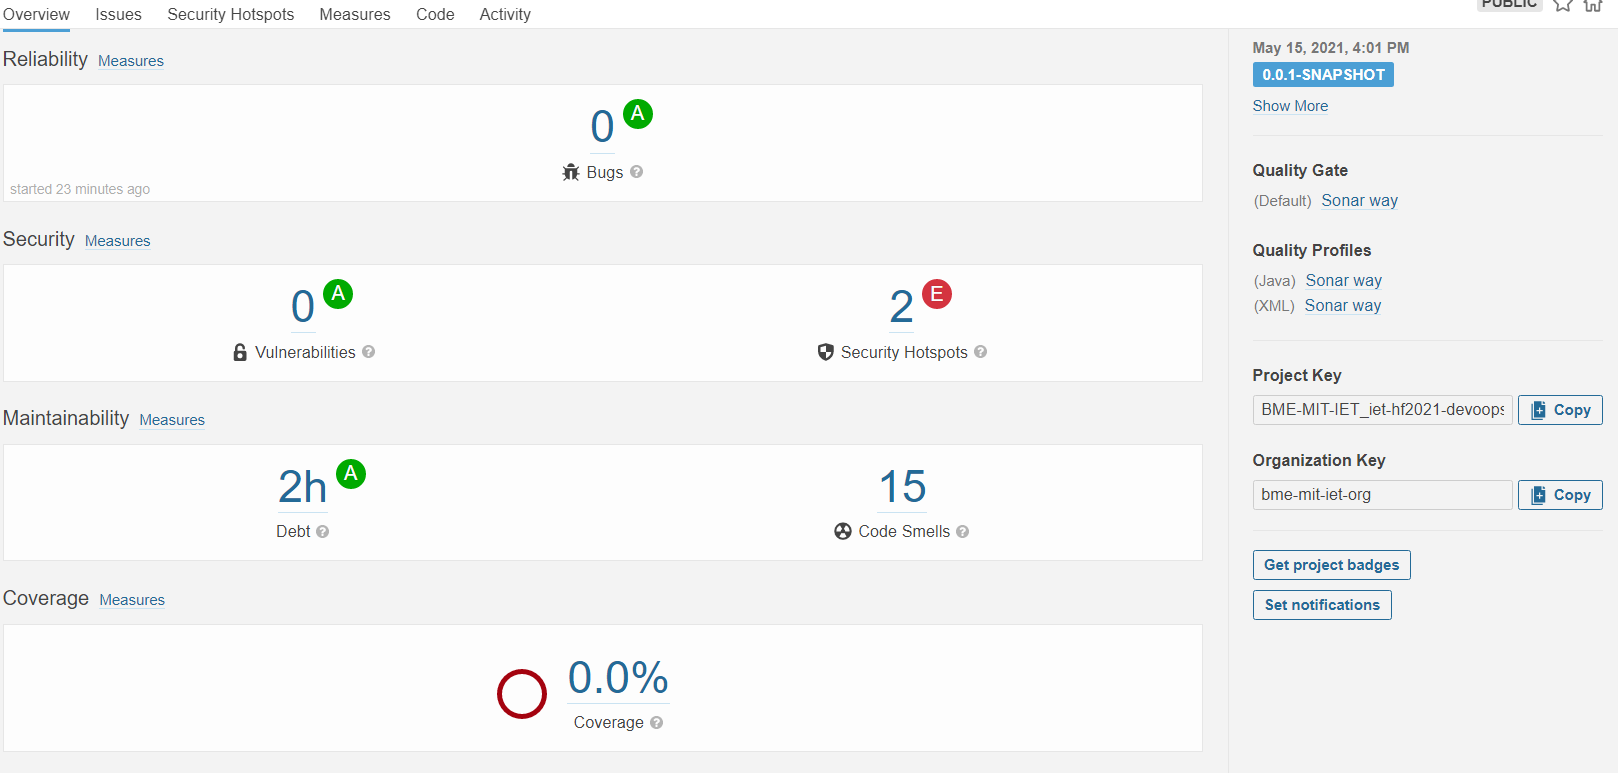 Overview Issues Security Hotspots Measures Code Activity
PUBLIC
Reliability Measures
0 A
Bugs ?
started 23 minutes ago
Security Measures
0 A
Vulnerabilities ?
2 E
Security Hotspots ?
Maintainability Measures
2h A
Debt ?
15
Code Smells ?
Coverage Measures
0.0%
Coverage ?
May 15, 2021, 4:01 PM
0.0.1-SNAPSHOT
Show More
Quality Gate
(Default) Sonar way
Quality Profiles
(Java) Sonar way
(XML) Sonar way
Project Key
BME-MIT-IET_iet-hf2021-devoops Copy
Organization Key
bme-mit-iet-org Copy
Get project badges
Set notifications